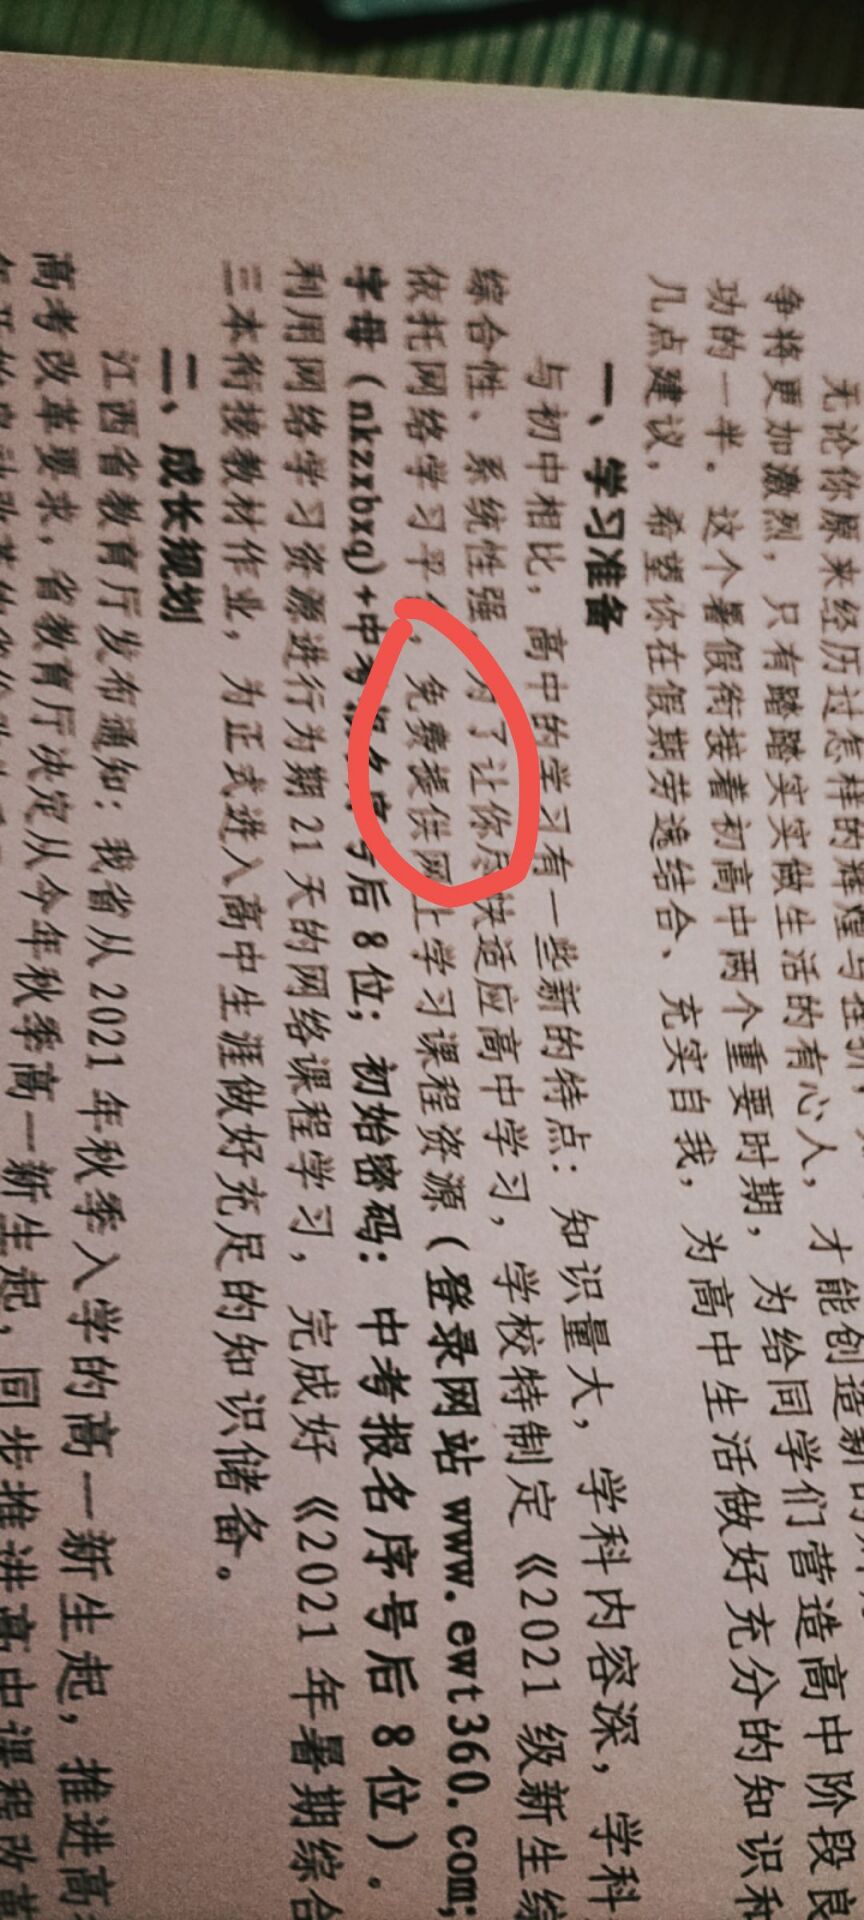 无论你原来经历过怎样的辉煌与挫折，
争将更加激烈，只有踏踏实实做生活的有心人，才能创造新的
功的一半。这个暑假衔接着初高中两个重要时期，为给同学们营造高中阶段良
几点建议，希望你在假期劳逸结合、充实自我，为高中生活做好充分的知识和
一、学习准备
与初中相比，高中的学习有一些新的特点：知识量大，学科内容深，学科
综合性、系统性强，为了让你尽快适应高中学习，学校特制定《2021级新生综
依托网络学习平台，免费提供网上学习课程资源（登录网站www.ewt360.com;
字母（nkzxbxq)+中考报名序号后8位；初始密码：中考报名序号后8位）。
利用网络学习资源进行为期21天的网络课程学习，完成好《2021年暑期综合
三本衔接教材作业，为正式进入高中生涯做好充足的知识储备。
二、成长规划
江西省教育厅发布通知：我省从2021年秋季入学的高一新生起，推进高
高考改革要求，省教育厅决定从今年秋季高一新生起，同步推进高中课程改革